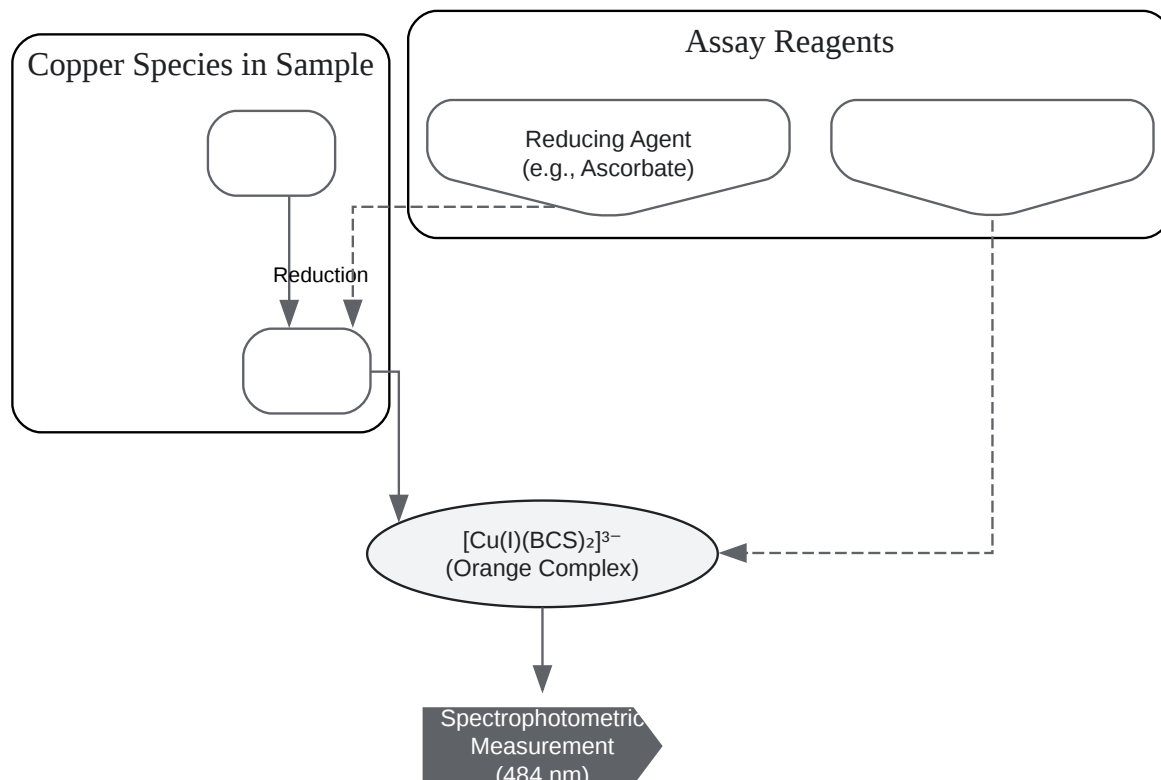 Copper Species in Sample
Assay Reagents
Reducing Agent
(e.g., Ascorbate)
Reduction
[Cu(I)(BCS)₂]³⁻
(Orange Complex)
Spectrophotometric
Measurement
(484 nm)